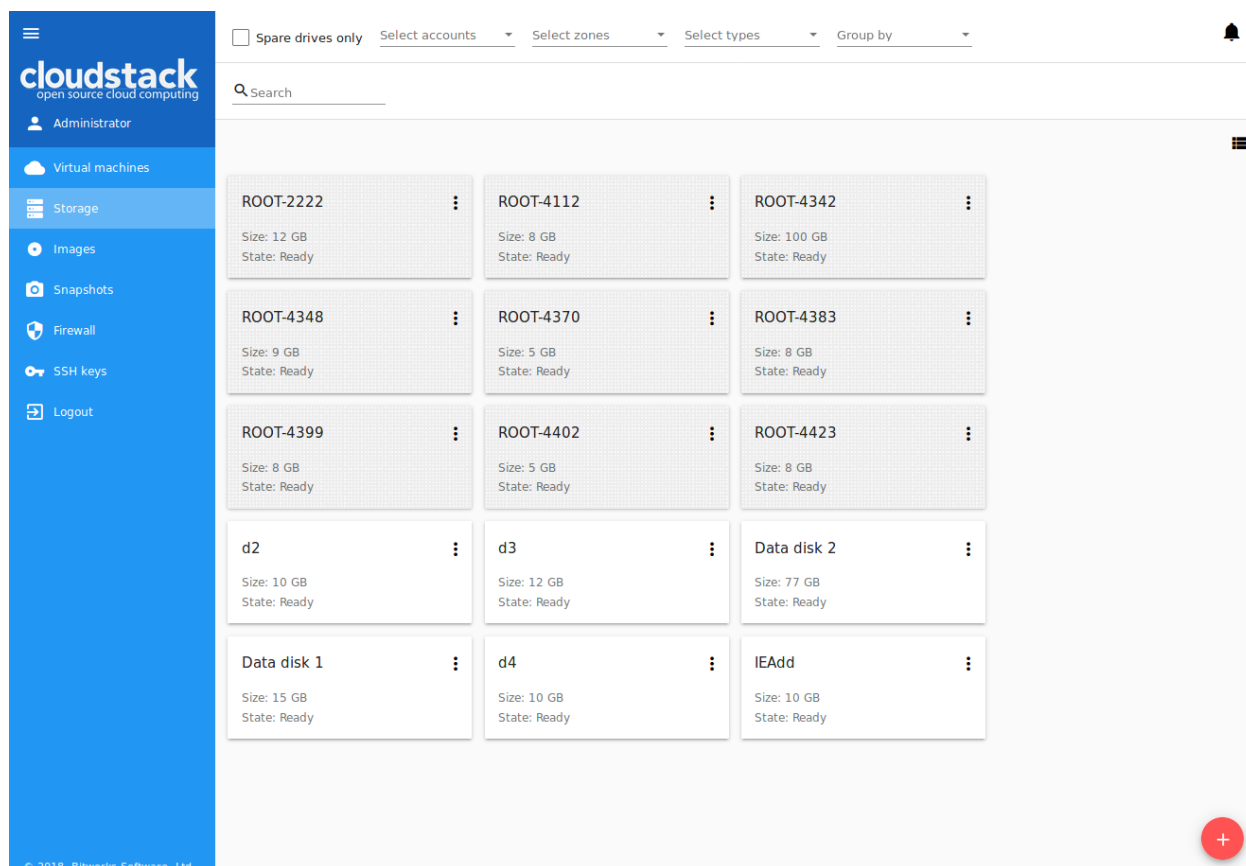 Spare drives only Select accounts Select zones Select types Group by
cloudstack
open source cloud computing
Search
Administrator
Virtual machines
Storage
Images
Snapshots
Firewall
SSH keys
Logout
ROOT-2222 ROOT-4112 ROOT-4342
Size: 12 GB Size: 8 GB Size: 100 GB
State: Ready State: Ready State: Ready
ROOT-4348 ROOT-4370 ROOT-4383
Size: 9 GB Size: 5 GB Size: 8 GB
State: Ready State: Ready State: Ready
ROOT-4399 ROOT-4402 ROOT-4423
Size: 8 GB Size: 5 GB Size: 8 GB
State: Ready State: Ready State: Ready
d2 d3 Data disk 2
Size: 10 GB Size: 12 GB Size: 77 GB
State: Ready State: Ready State: Ready
Data disk 1 d4 IEAdd
Size: 15 GB Size: 10 GB Size: 10 GB
State: Ready State: Ready State: Ready
© 2018, Bitworks Software, Ltd